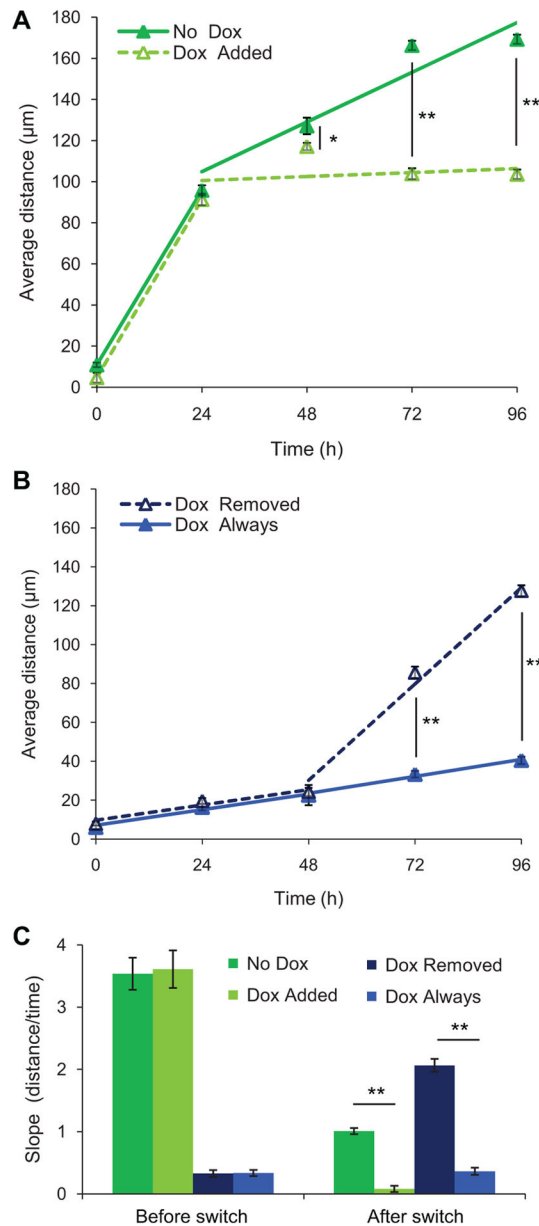 A
No Dox
Dox Added
Average distance (µm)
180
160
140
120
100
80
60
40
20
0
*
**
**
0 24 48 72 96
Time (h)
B
Dox Removed
Dox Always
Average distance (µm)
180
160
140
120
100
80
60
40
20
0
**
**
0 24 48 72 96
Time (h)
C
No Dox
Dox Added
Dox Removed
Dox Always
Slope (distance/time)
4
3
2
1
0
**
**
Before switch After switch